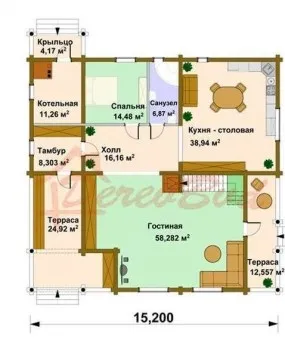 Крыльцо
4,17 м²
Котельная
11,26 м²
Спальня
14,48 м²
Санузел
6,87 м²
Кухня - столовая
38,94 м²
Тамбур
8,303 м²
Холл
16,16 м²
Терраса
24,92 м²
Гостиная
58,282 м²
Терраса
12,557 м²
15,200